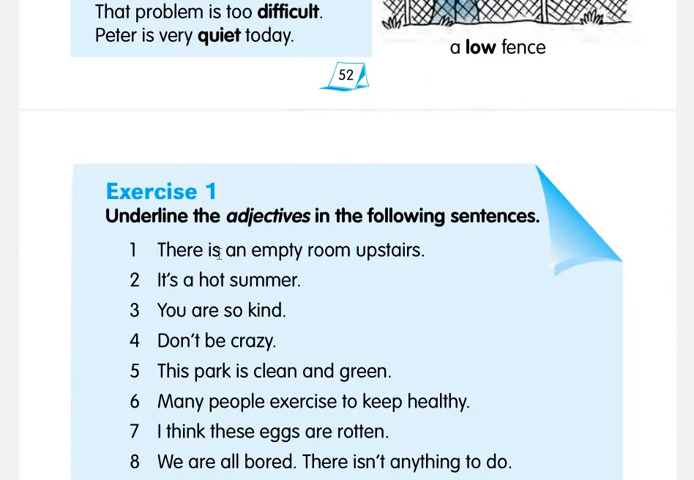 That problem is too difficult.
Peter is very quiet today.
a low fence
52
Exercise 1
Underline the adjectives in the following sentences.
1 There is an empty room upstairs.
2 It's a hot summer.
3 You are so kind.
4 Don't be crazy.
5 This park is clean and green.
6 Many people exercise to keep healthy.
7 I think these eggs are rotten.
8 We are all bored. There isn't anything to do.